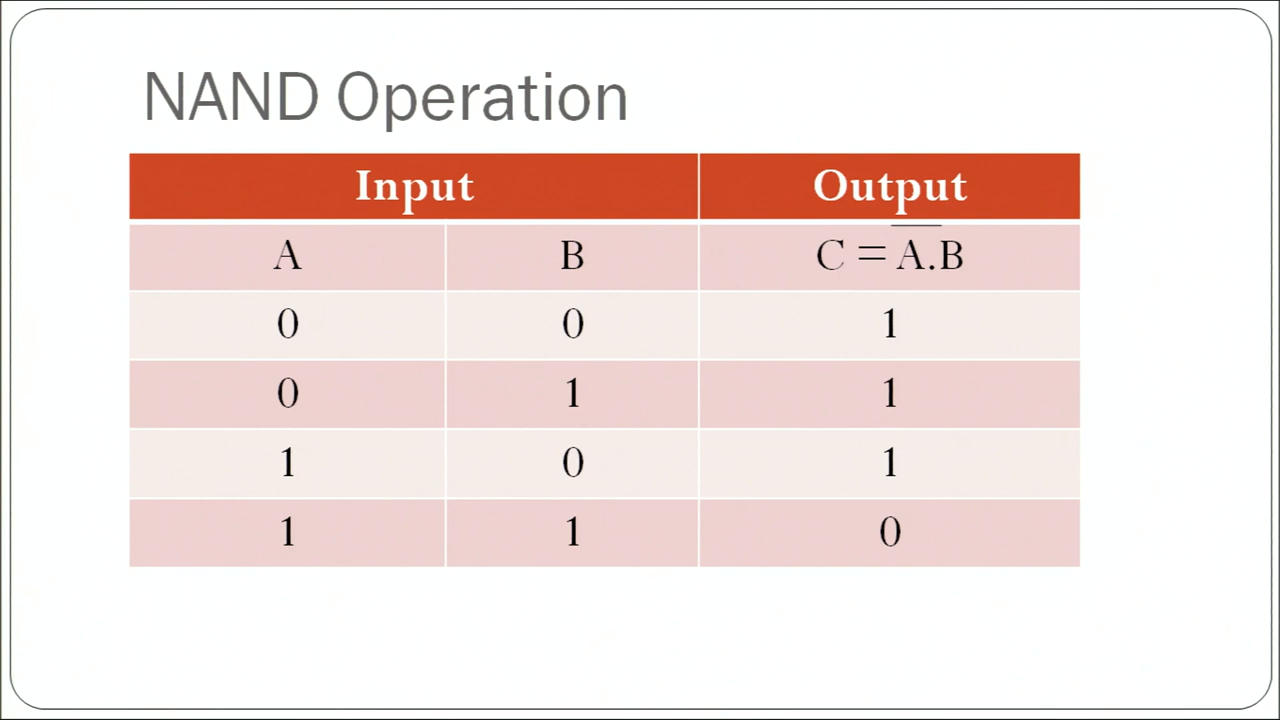 NAND Operation
Input Output
A B C = A̅.B
0 0 1
0 1 1
1 0 1
1 1 0